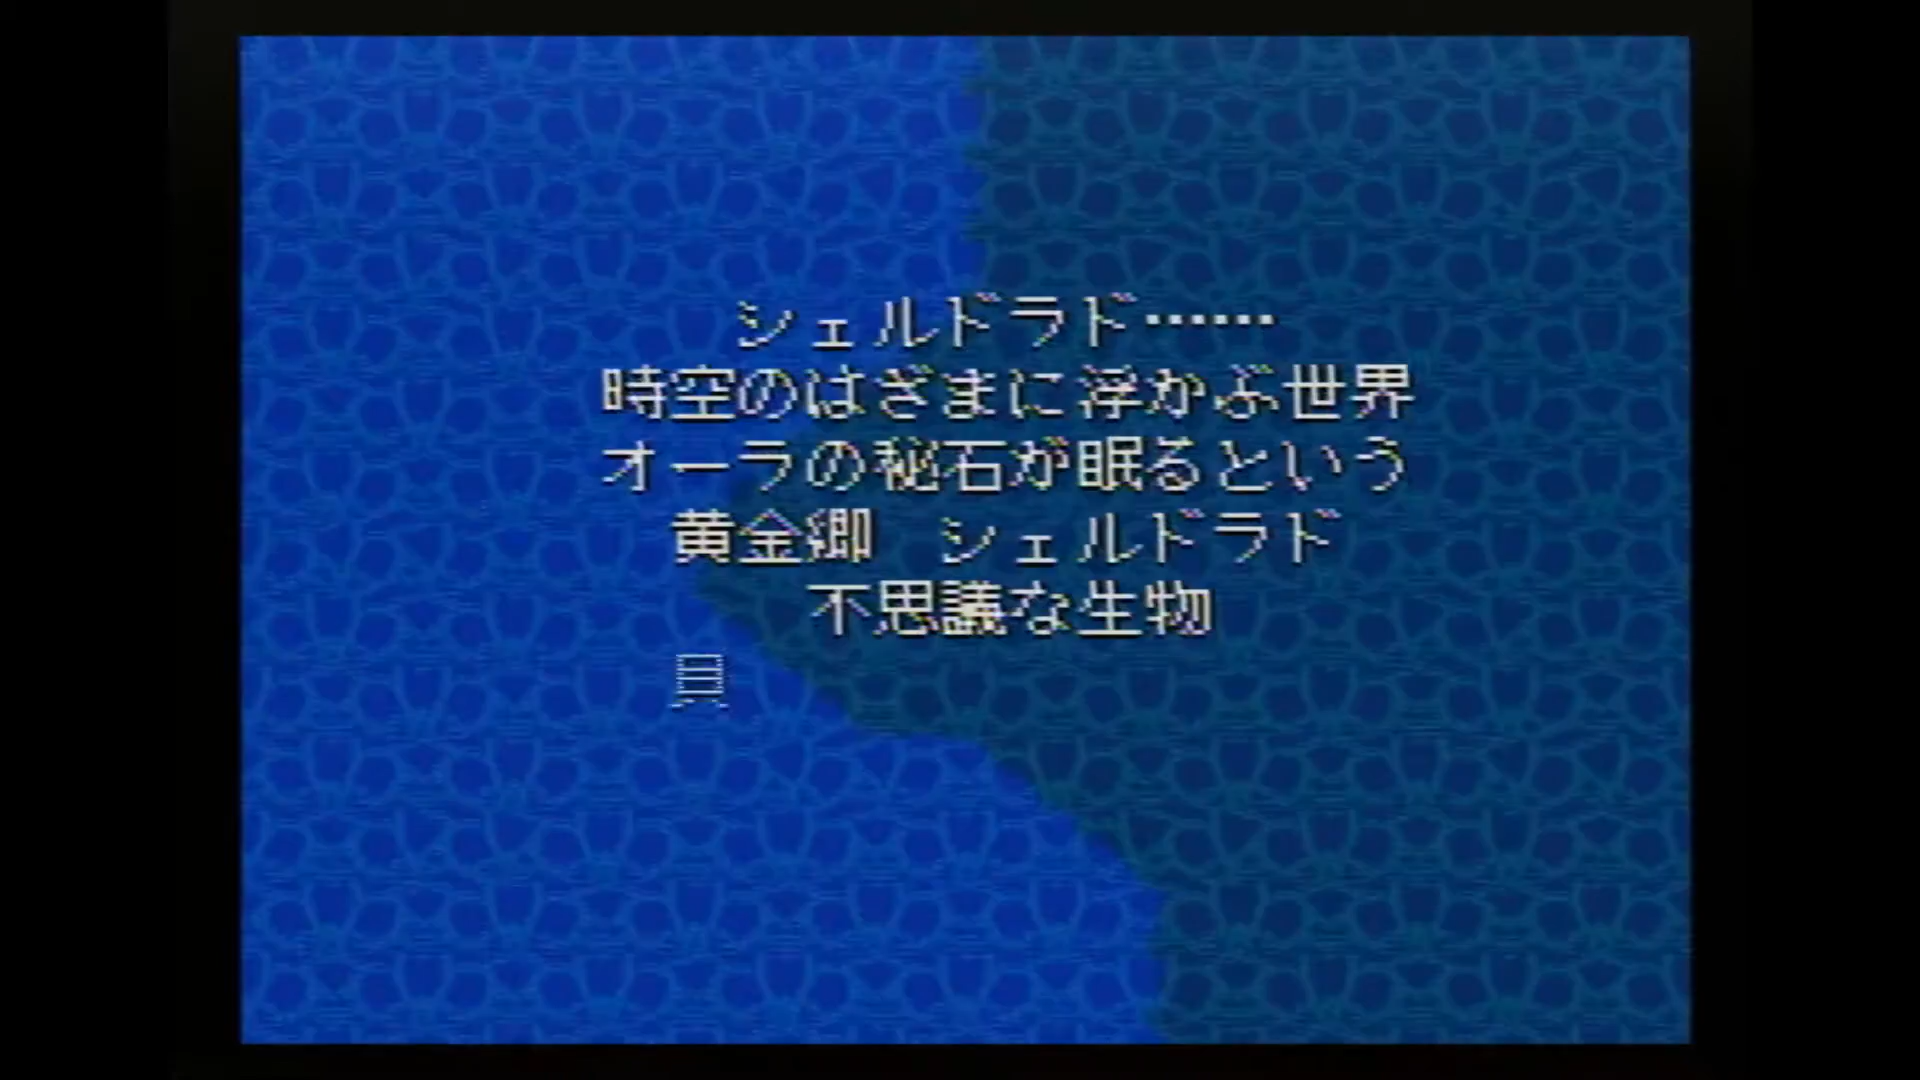 シェルドラド……
時空のはざまに浮かぶ世界
オーラの秘石が眠るという
黄金郷　シェルドラド
不思議な生物
貝